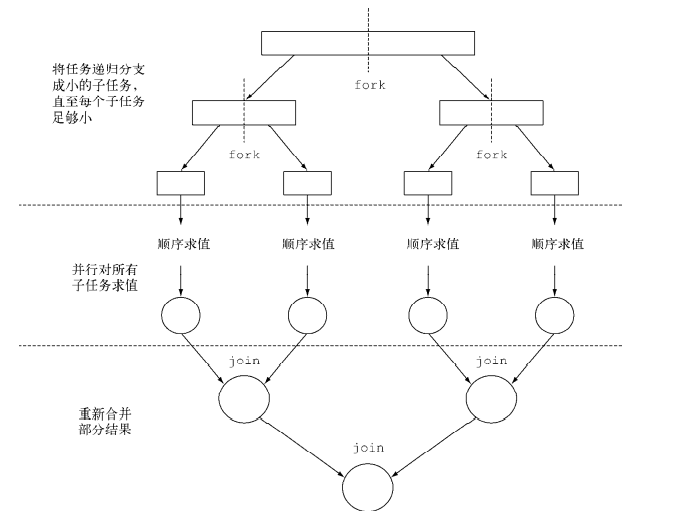 将任务递归分支
成小的子任务，
直至每个子任务
足够小
fork
fork
fork
顺序求值
顺序求值
顺序求值
顺序求值
并行对所有
子任务求值
join
join
重新合并
部分结果
join